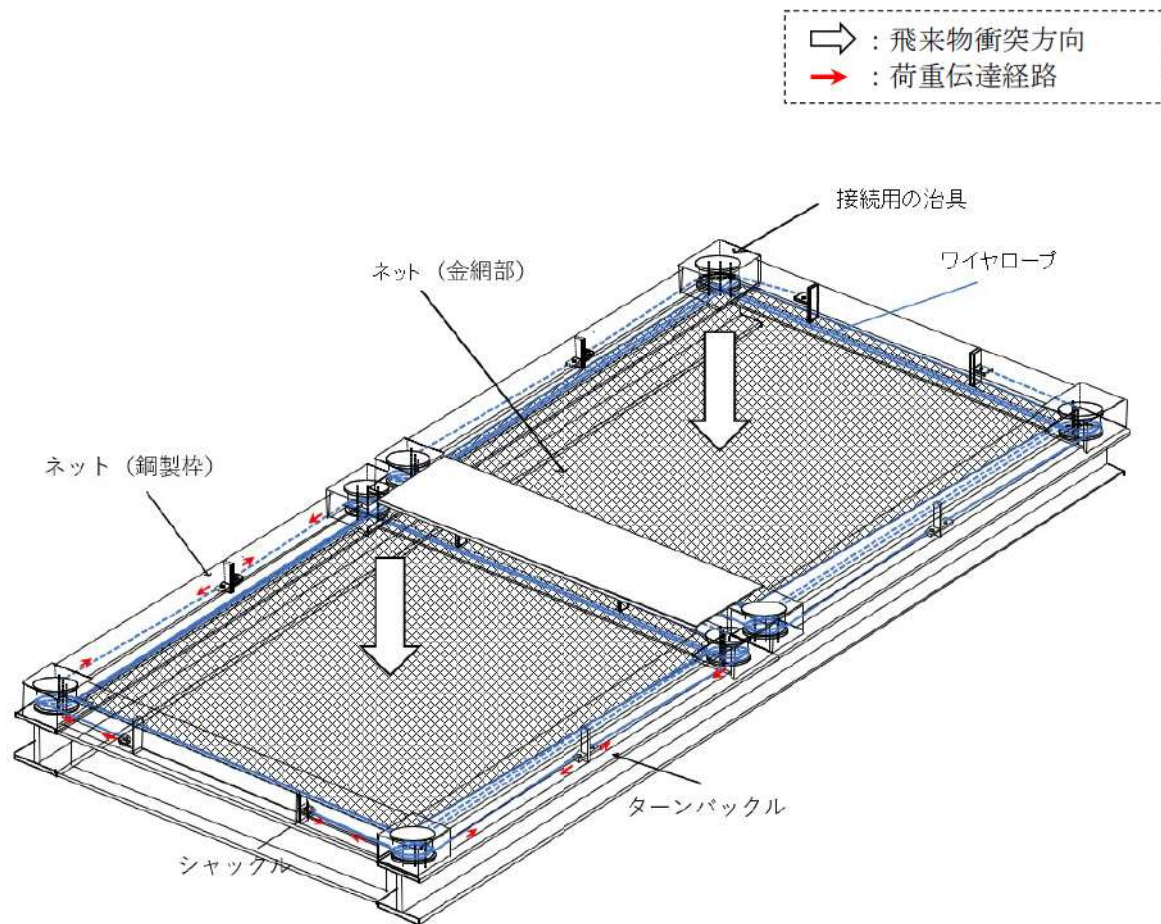 ：飛来物衝突方向
：荷重伝達経路
接続用の治具
ネット（金網部）
ワイヤロープ
ネット（鋼製枠）
ターンバックル
シャックル